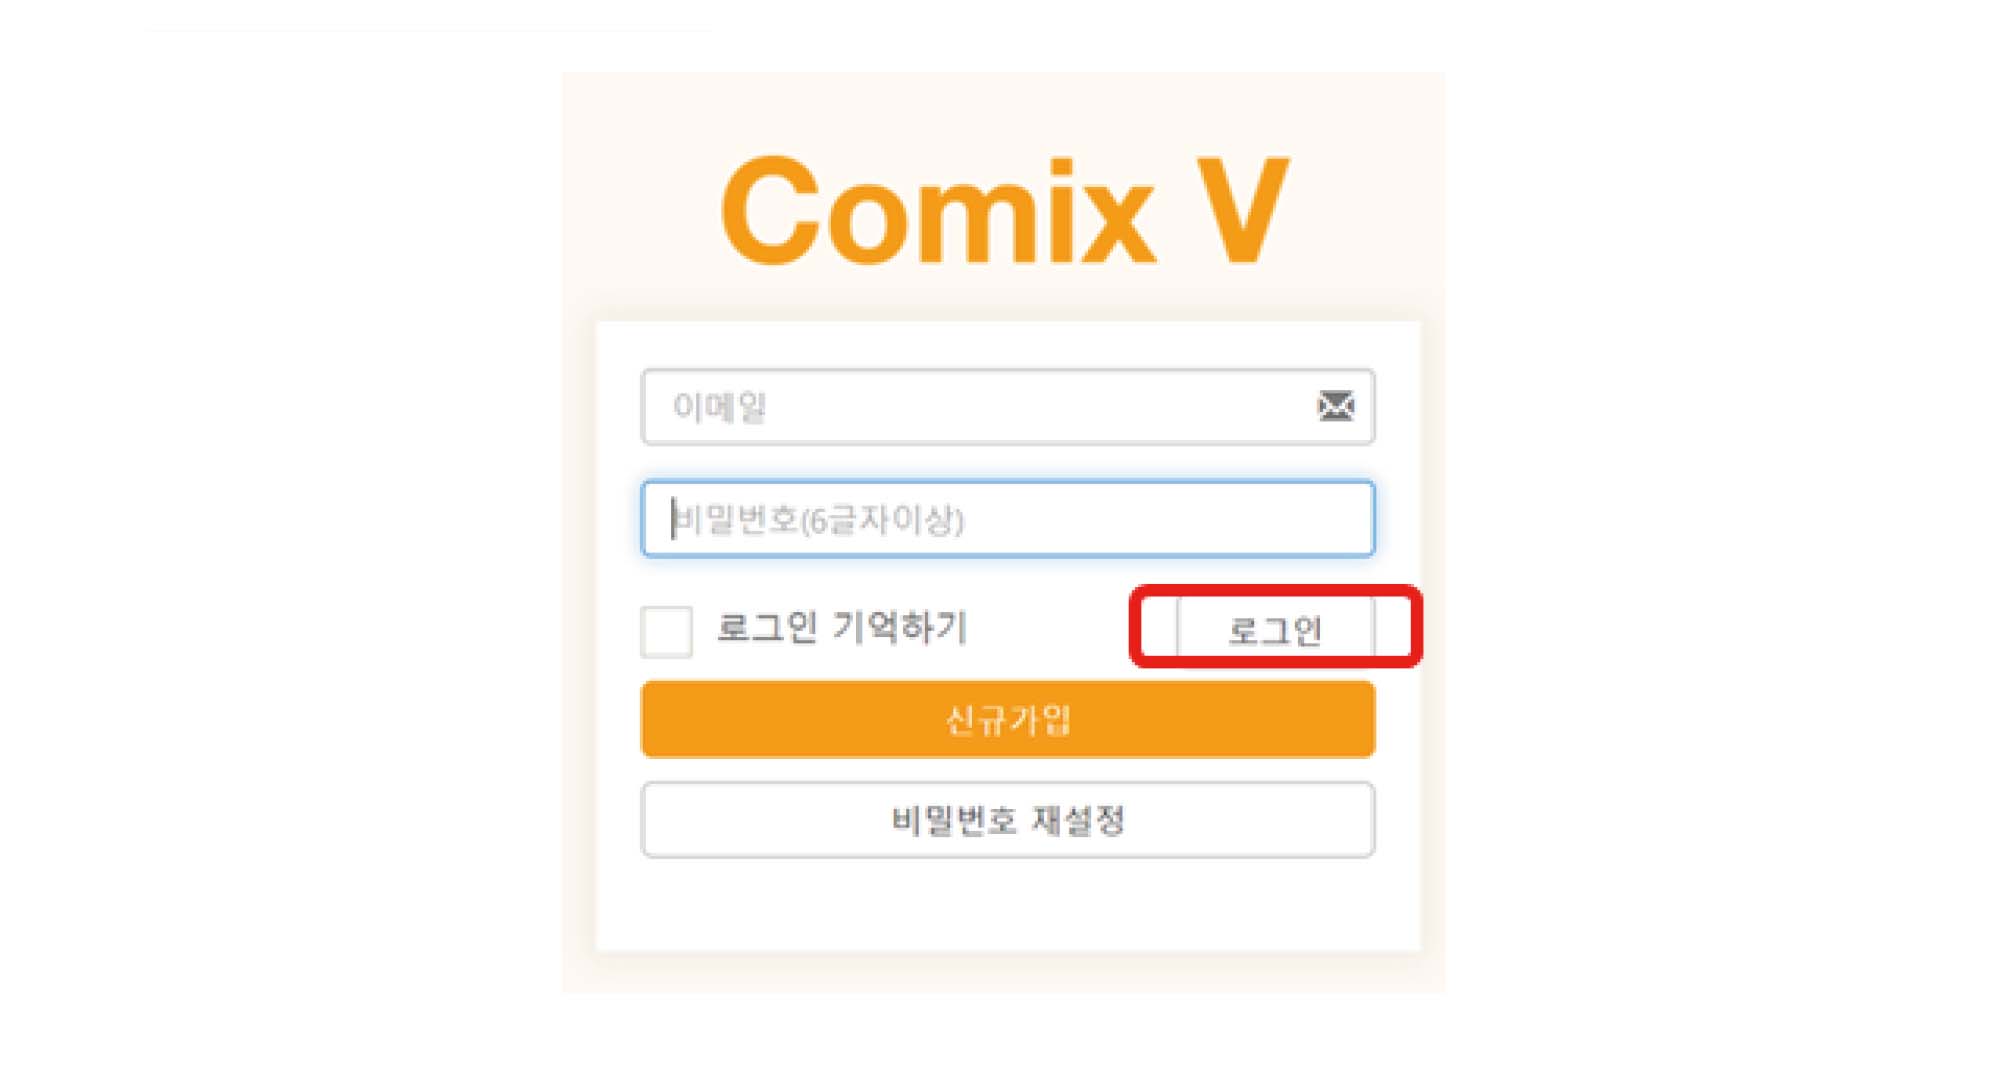 Comix V
이메일
비밀번호(6글자이상)
로그인 기억하기 로그인
신규가입
비밀번호 재설정